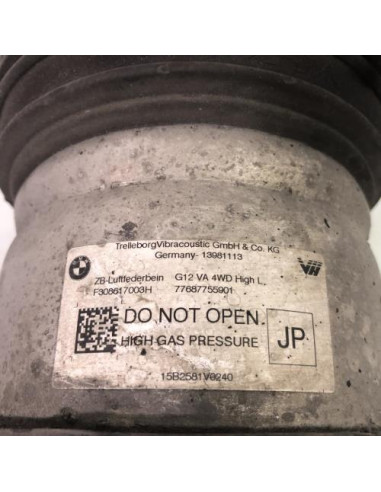 TrelleborgVibracoustic GmbH & Co. KG
Germany- 13981113
ZB-Luftfederbein G12 VA 4WD High L,
F308617003H 77687755901
DO NOT OPEN
HIGH GAS PRESSURE
JP
15B2581V0240